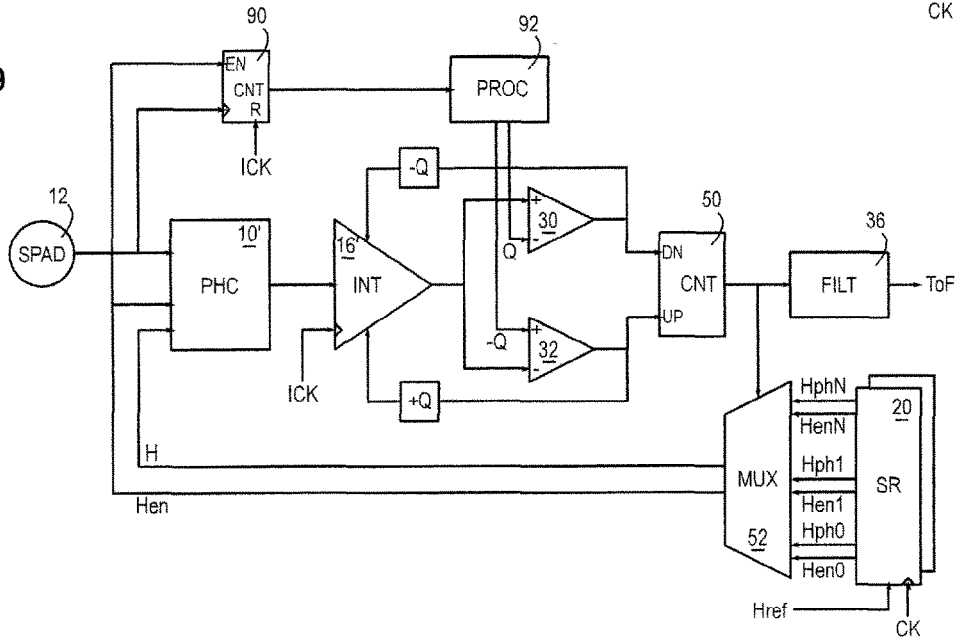 CK
9
90
EN
CNT
R
ICK
92
PROC
-Q
12
SPAD
10'
PHC
16'
INT
ICK
+
30
-
Q
-Q
+
32
-
+Q
50
DN
CNT
UP
36
FILT
ToF
H
Hen
MUX
52
HphN
HenN
Hph1
Hen1
Hph0
Hen0
20
SR
Href
CK